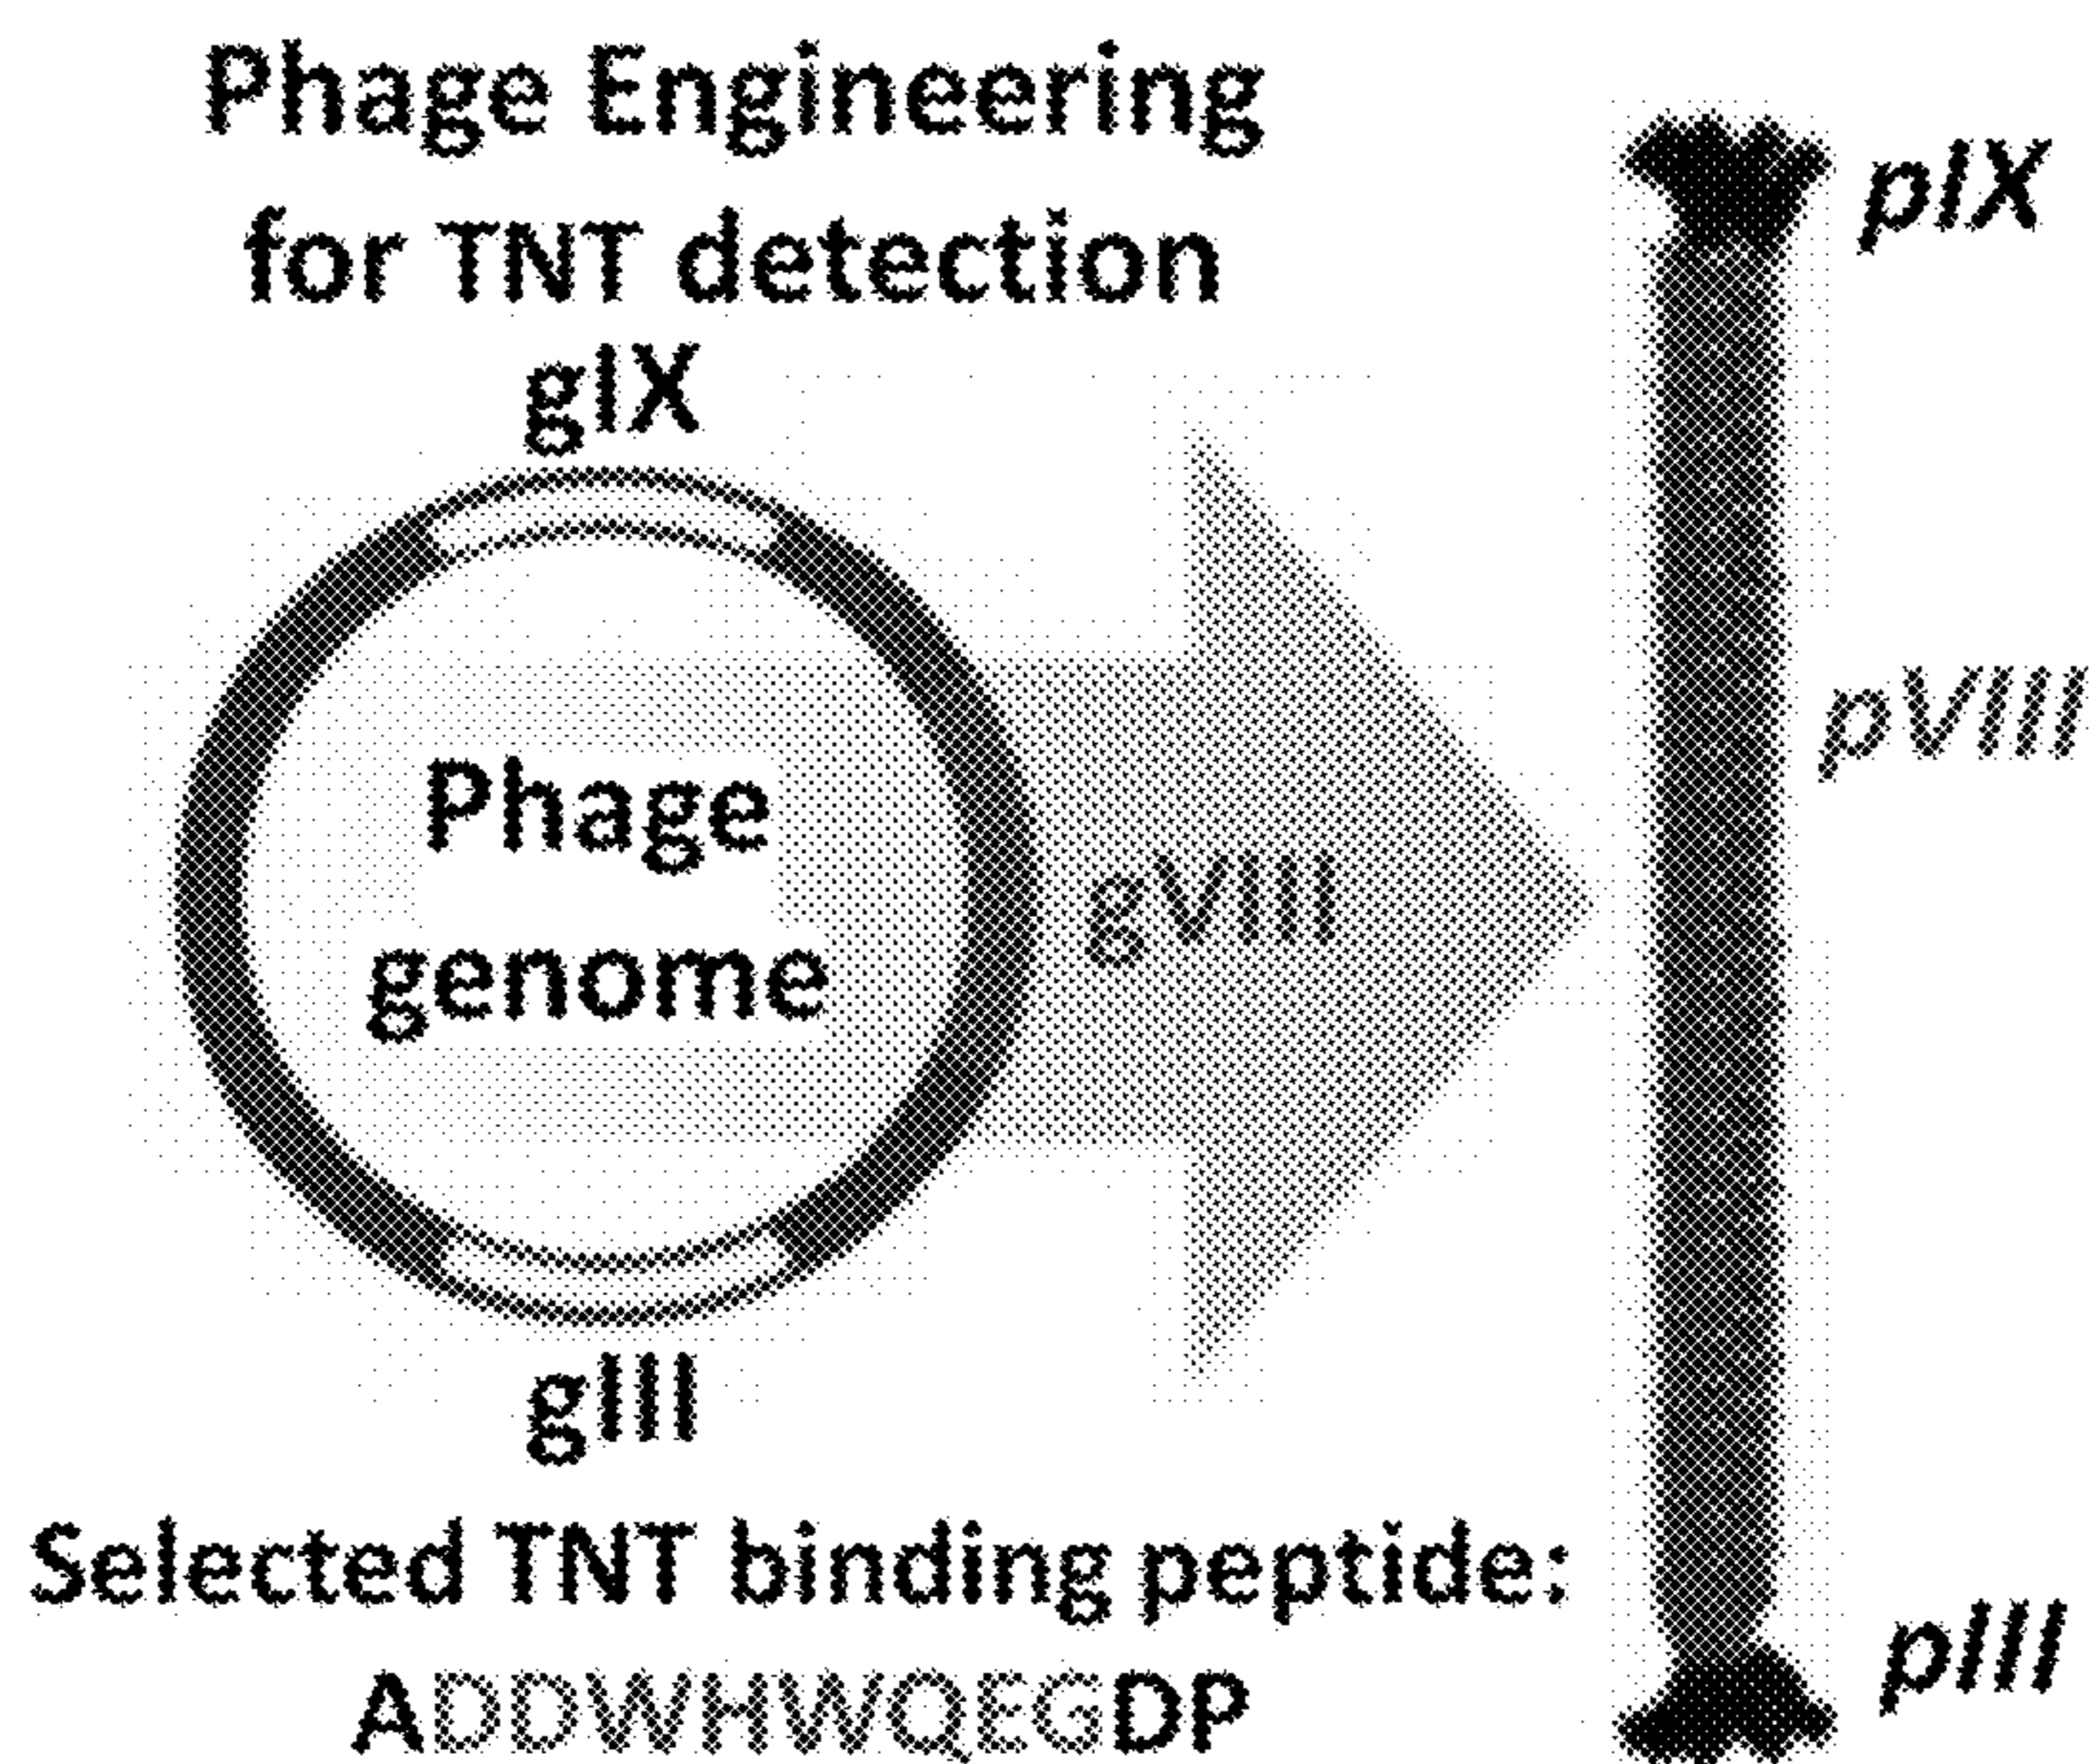 Phage Engineering
for TNT detection
gIX
pIX
pVIII
Phage
genome
gVIII
gIII
Selected TNT binding peptide:
ADDWHWQEGDP
pIII